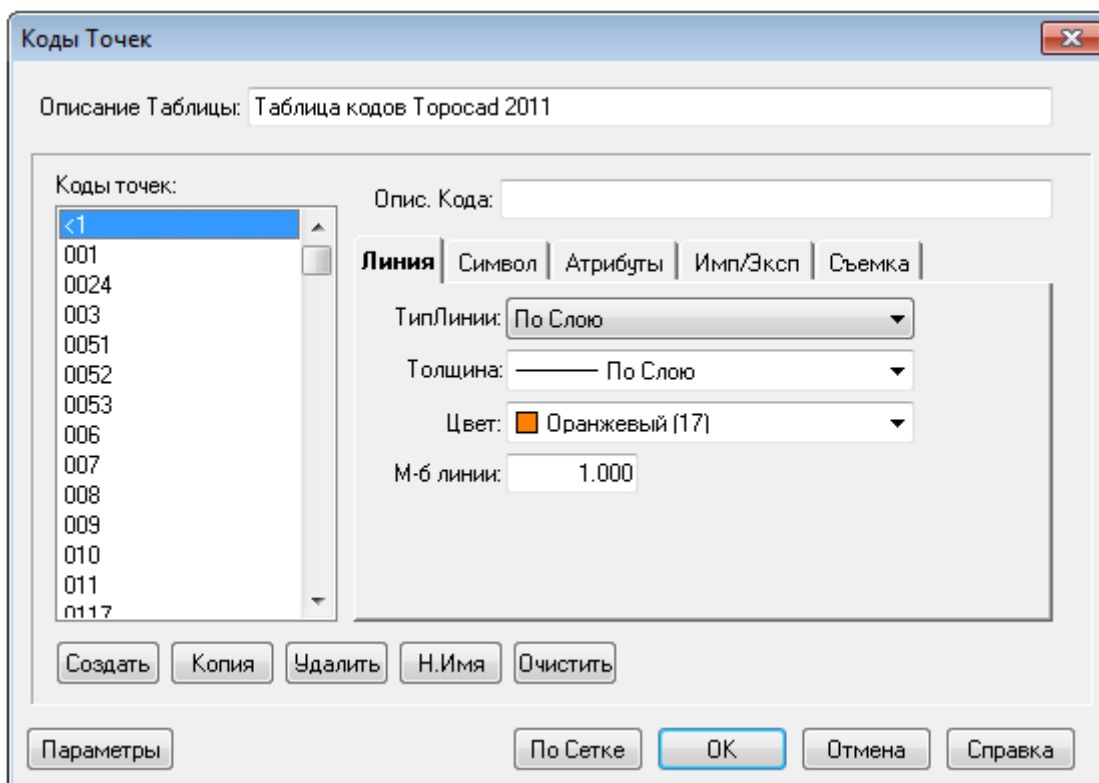 Коды Точек
Описание Таблицы: Таблица кодов Topocad 2011
Коды точек:
Опис. Кода:
<1
001
0024
003
0051
0052
0053
006
007
008
009
010
011
0117
Линия Символ Атрибуты Имп/Эксп Съемка
ТипЛинии: По Слою
Толщина: По Слою
Цвет: Оранжевый (17)
М-б линии: 1.000
Создать Копия Удалить Н.Имя Очистить
Параметры По Сетке OK Отмена Справка